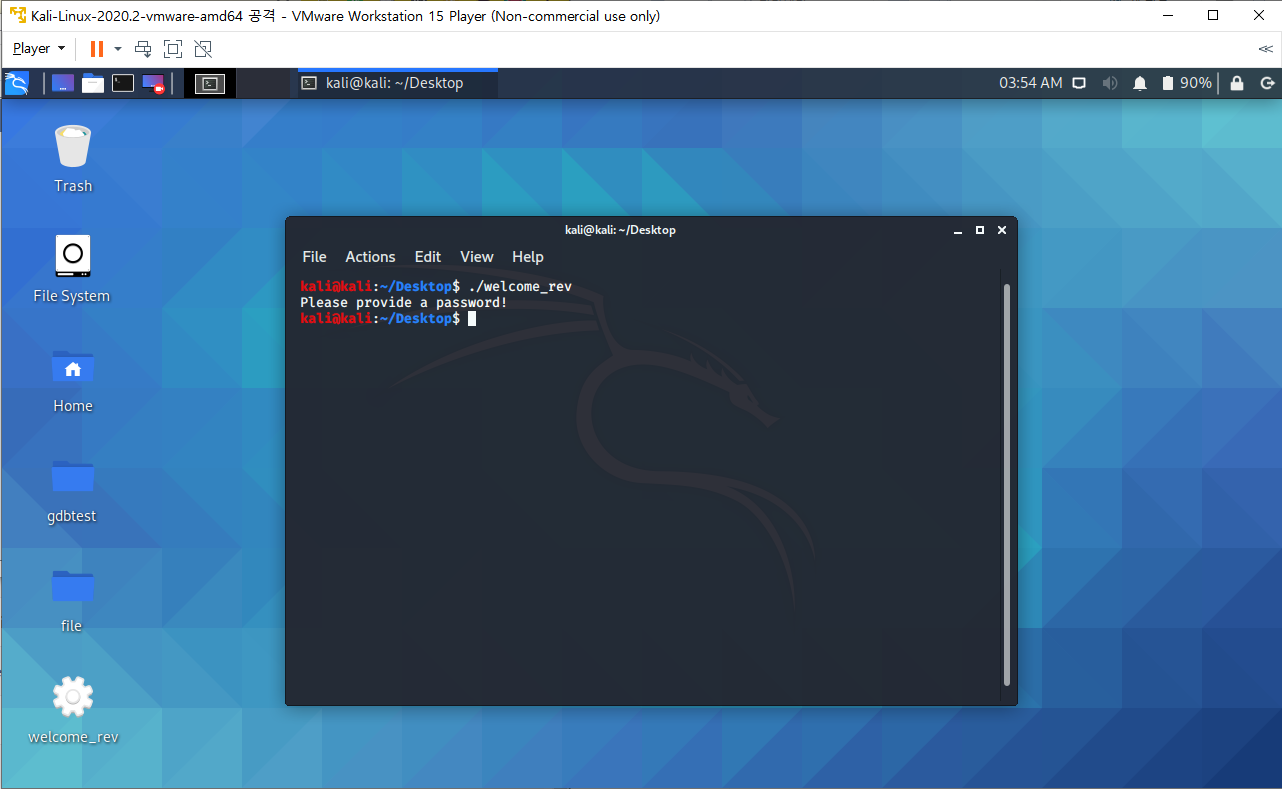 Kali-Linux-2020.2-vmware-amd64 공격 - VMware Workstation 15 Player (Non-commercial use only)
Player
kali@kali: ~/Desktop
03:54 AM
90%
Trash
File System
Home
gdbtest
file
welcome_rev
kali@kali: ~/Desktop
File Actions Edit View Help
kali@kali:~/Desktop$ ./welcome_rev
Please provide a password!
kali@kali:~/Desktop$